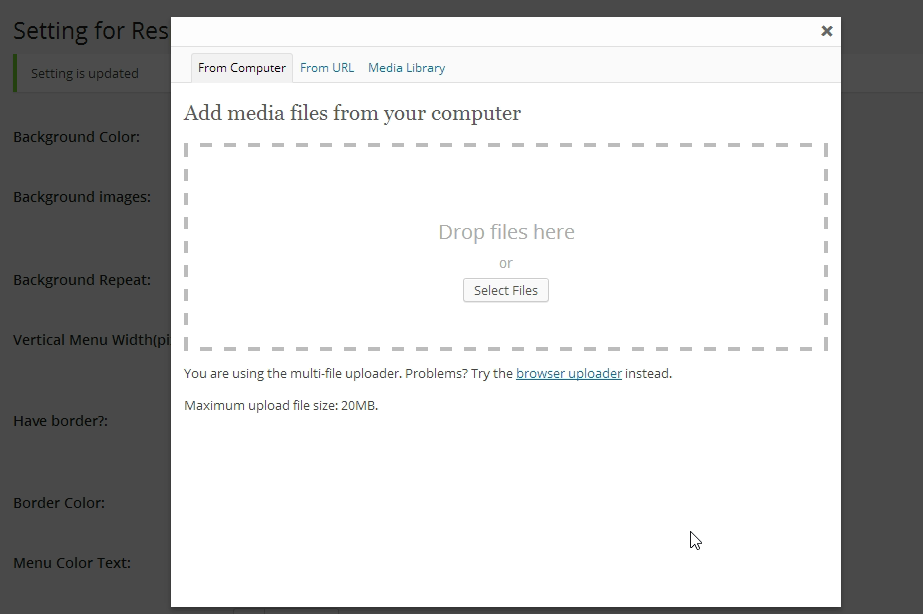 Setting for Res
Setting is updated
Background Color:
Background images:
Background Repeat:
Vertical Menu Width(pi
Have border?:
Border Color:
Menu Color Text:
From Computer From URL Media Library
Add media files from your computer
Drop files here
or
Select Files
You are using the multi-file uploader. Problems? Try the browser uploader instead.
Maximum upload file size: 20MB.